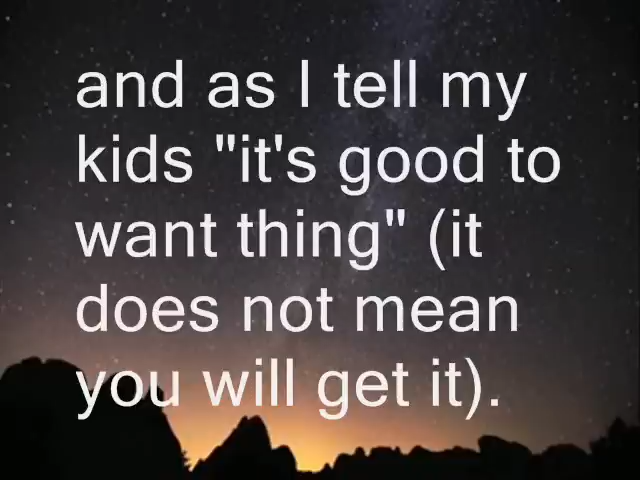 and as I tell my
kids "it's good to
want thing" (it
does not mean
you will get it).